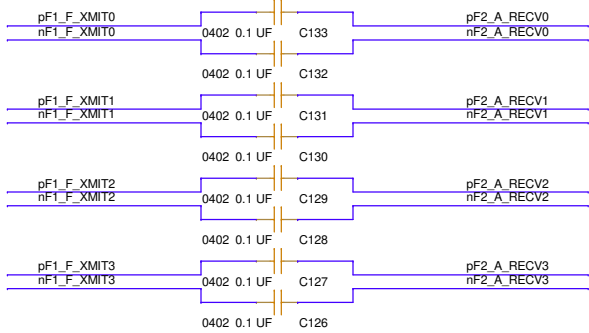 pF1_F_XMIT0 pF2_A_RECV0
nF1_F_XMIT0 0402 0.1 UF C133 nF2_A_RECV0
0402 0.1 UF C132
pF1_F_XMIT1 pF2_A_RECV1
nF1_F_XMIT1 0402 0.1 UF C131 nF2_A_RECV1
0402 0.1 UF C130
pF1_F_XMIT2 pF2_A_RECV2
nF1_F_XMIT2 0402 0.1 UF C129 nF2_A_RECV2
0402 0.1 UF C128
pF1_F_XMIT3 pF2_A_RECV3
nF1_F_XMIT3 0402 0.1 UF C127 nF2_A_RECV3
0402 0.1 UF C126